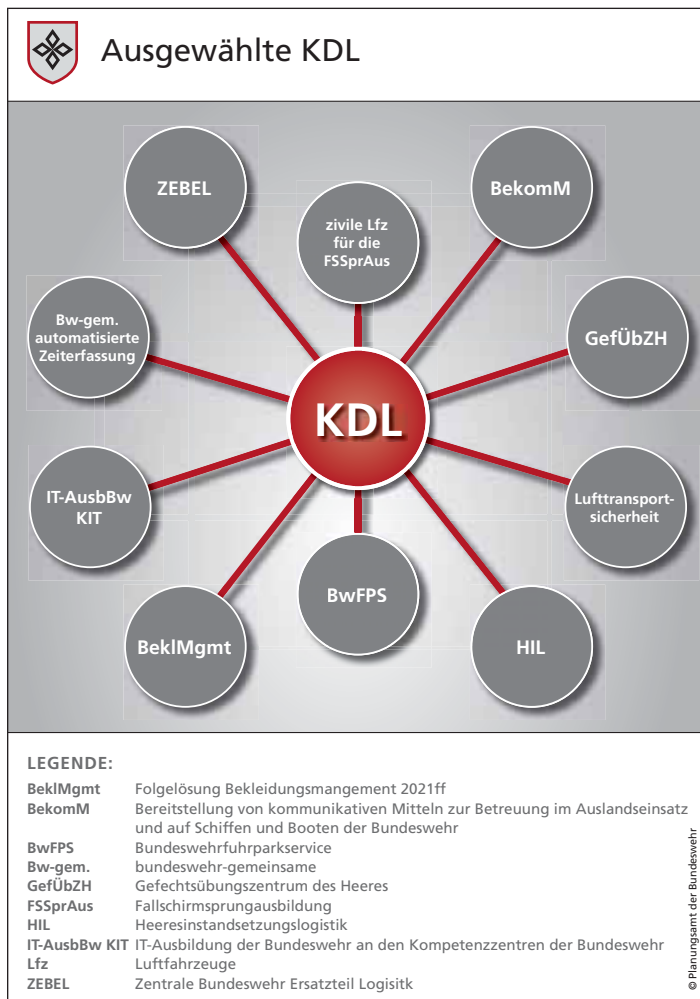 Ausgewählte KDL
ZEBEL
BekomM
zivile Lfz
für die
FSSprAus
Bw-gem.
automatisierte
Zeiterfassung
GefÜbZH
KDL
IT-AusbBw
KIT
Lufttransport-
sicherheit
BwFPS
BeklMgmt
HIL
LEGENDE:
BeklMgmt Folgelösung Bekleidungsmangement 2021ff
BekomM Bereitstellung von kommunikativen Mitteln zur Betreuung im Auslandseinsatz
und auf Schiffen und Booten der Bundeswehr
BwFPS Bundeswehrfuhrparkservice
Bw-gem. bundeswehr-gemeinsame
GefÜbZH Gefechtsübungszentrum des Heeres
FSSprAus Fallschirmsprungausbildung
HIL Heeresinstandsetzungslogistik
IT-AusbBw KIT IT-Ausbildung der Bundeswehr an den Kompetenzzentren der Bundeswehr
Lfz Luftfahrzeuge
ZEBEL Zentrale Bundeswehr Ersatzteil Logisitk
© Planungsamt der Bundeswehr